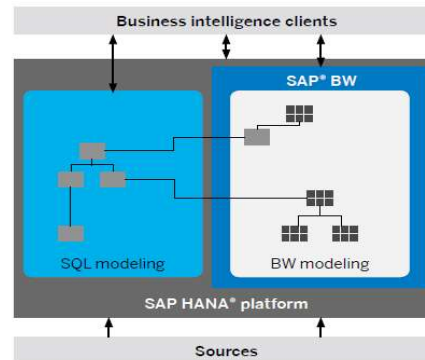 Business intelligence clients
SAP® BW
SQL modeling
BW modeling
SAP HANA® platform
Sources